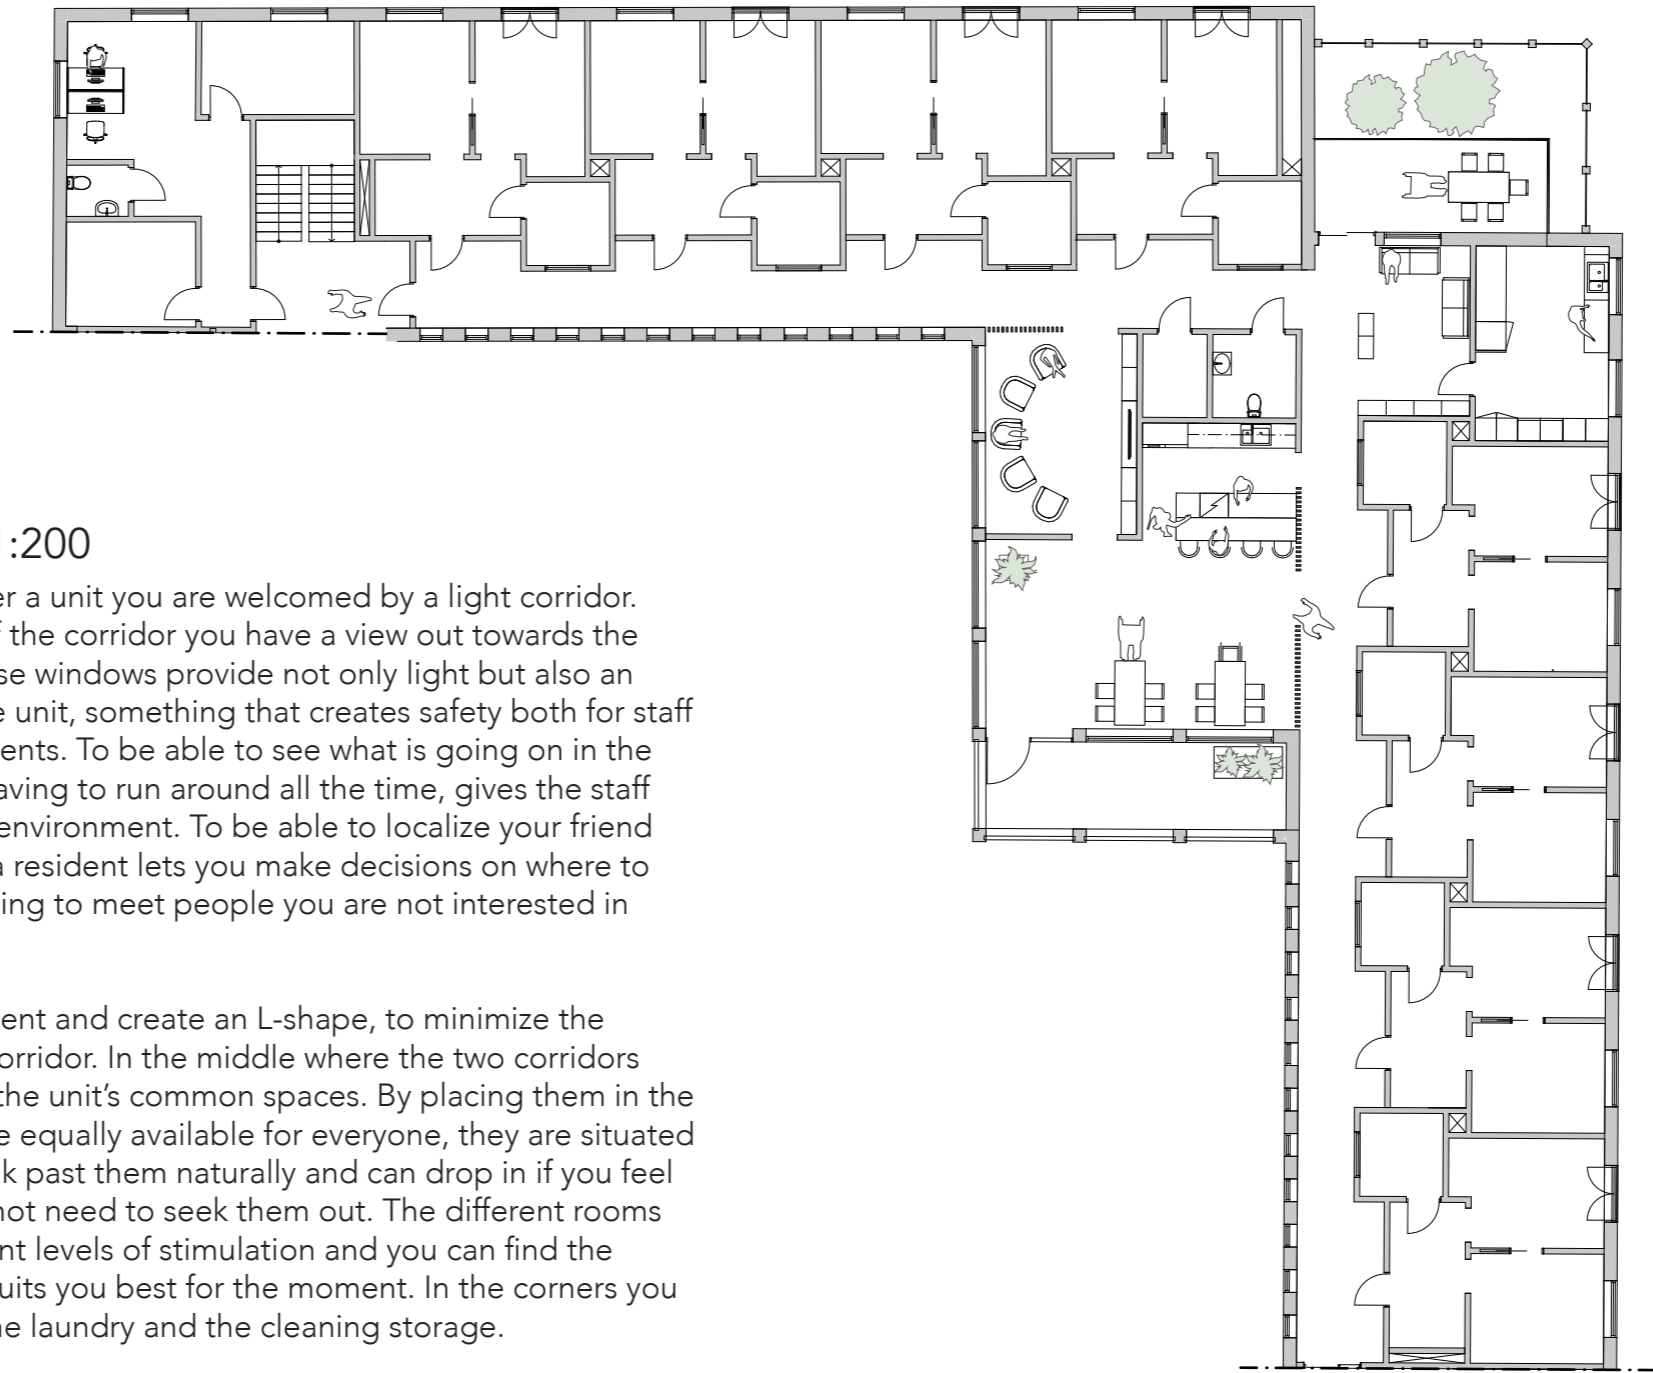 :200
er a unit you are welcomed by a light corridor.
f the corridor you have a view out towards the
se windows provide not only light but also an
e unit, something that creates safety both for staff
ents. To be able to see what is going on in the
aving to run around all the time, gives the staff
environment. To be able to localize your friend
a resident lets you make decisions on where to
ing to meet people you are not interested in
ent and create an L-shape, to minimize the
orridor. In the middle where the two corridors
the unit’s common spaces. By placing them in the
e equally available for everyone, they are situated
k past them naturally and can drop in if you feel
not need to seek them out. The different rooms
nt levels of stimulation and you can find the
uits you best for the moment. In the corners you
he laundry and the cleaning storage.